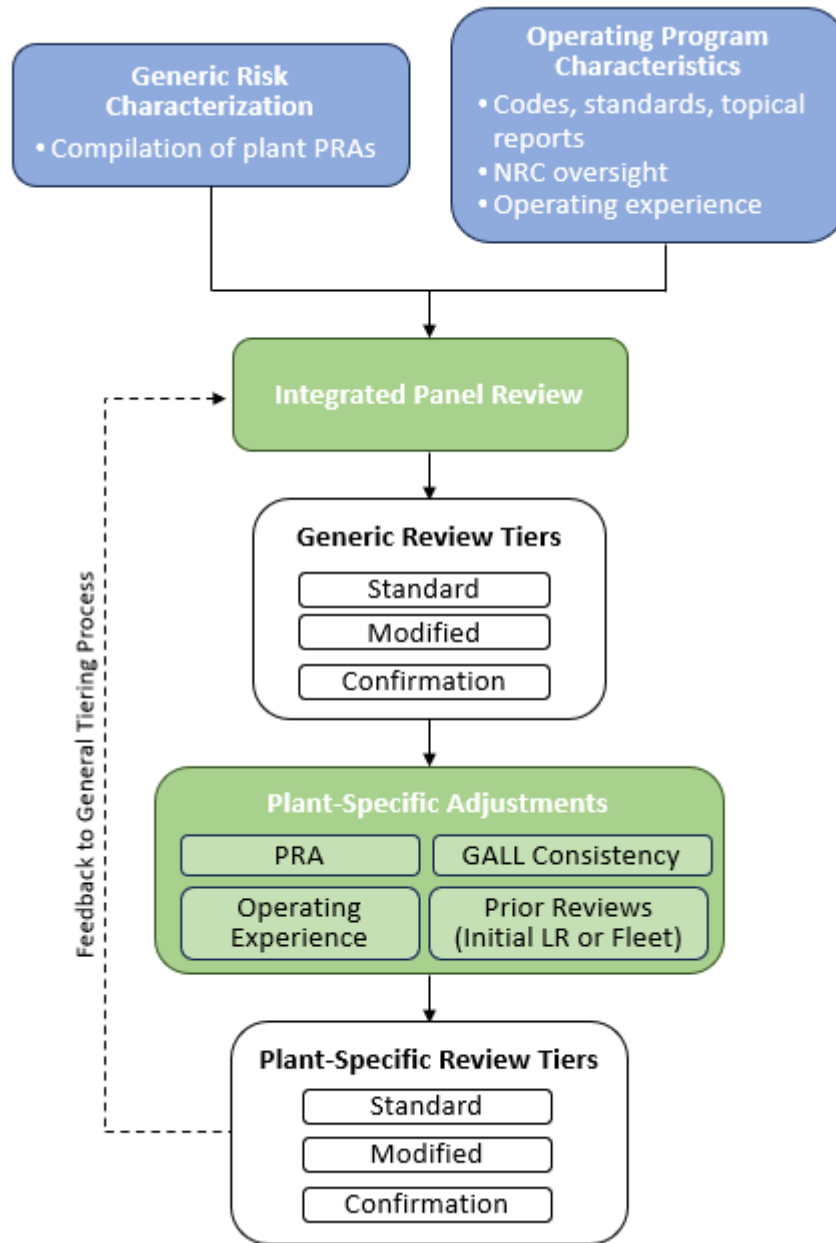 Generic Risk
Characterization
• Compilation of plant PRAs
Operating Program
Characteristics
• Codes, standards, topical
reports
• NRC oversight
• Operating experience
Integrated Panel Review
Generic Review Tiers
Standard
Modified
Confirmation
Feedback to General Tiering Process
Plant-Specific Adjustments
PRA
GALL Consistency
Operating
Experience
Prior Reviews
(Initial LR or Fleet)
Plant-Specific Review Tiers
Standard
Modified
Confirmation